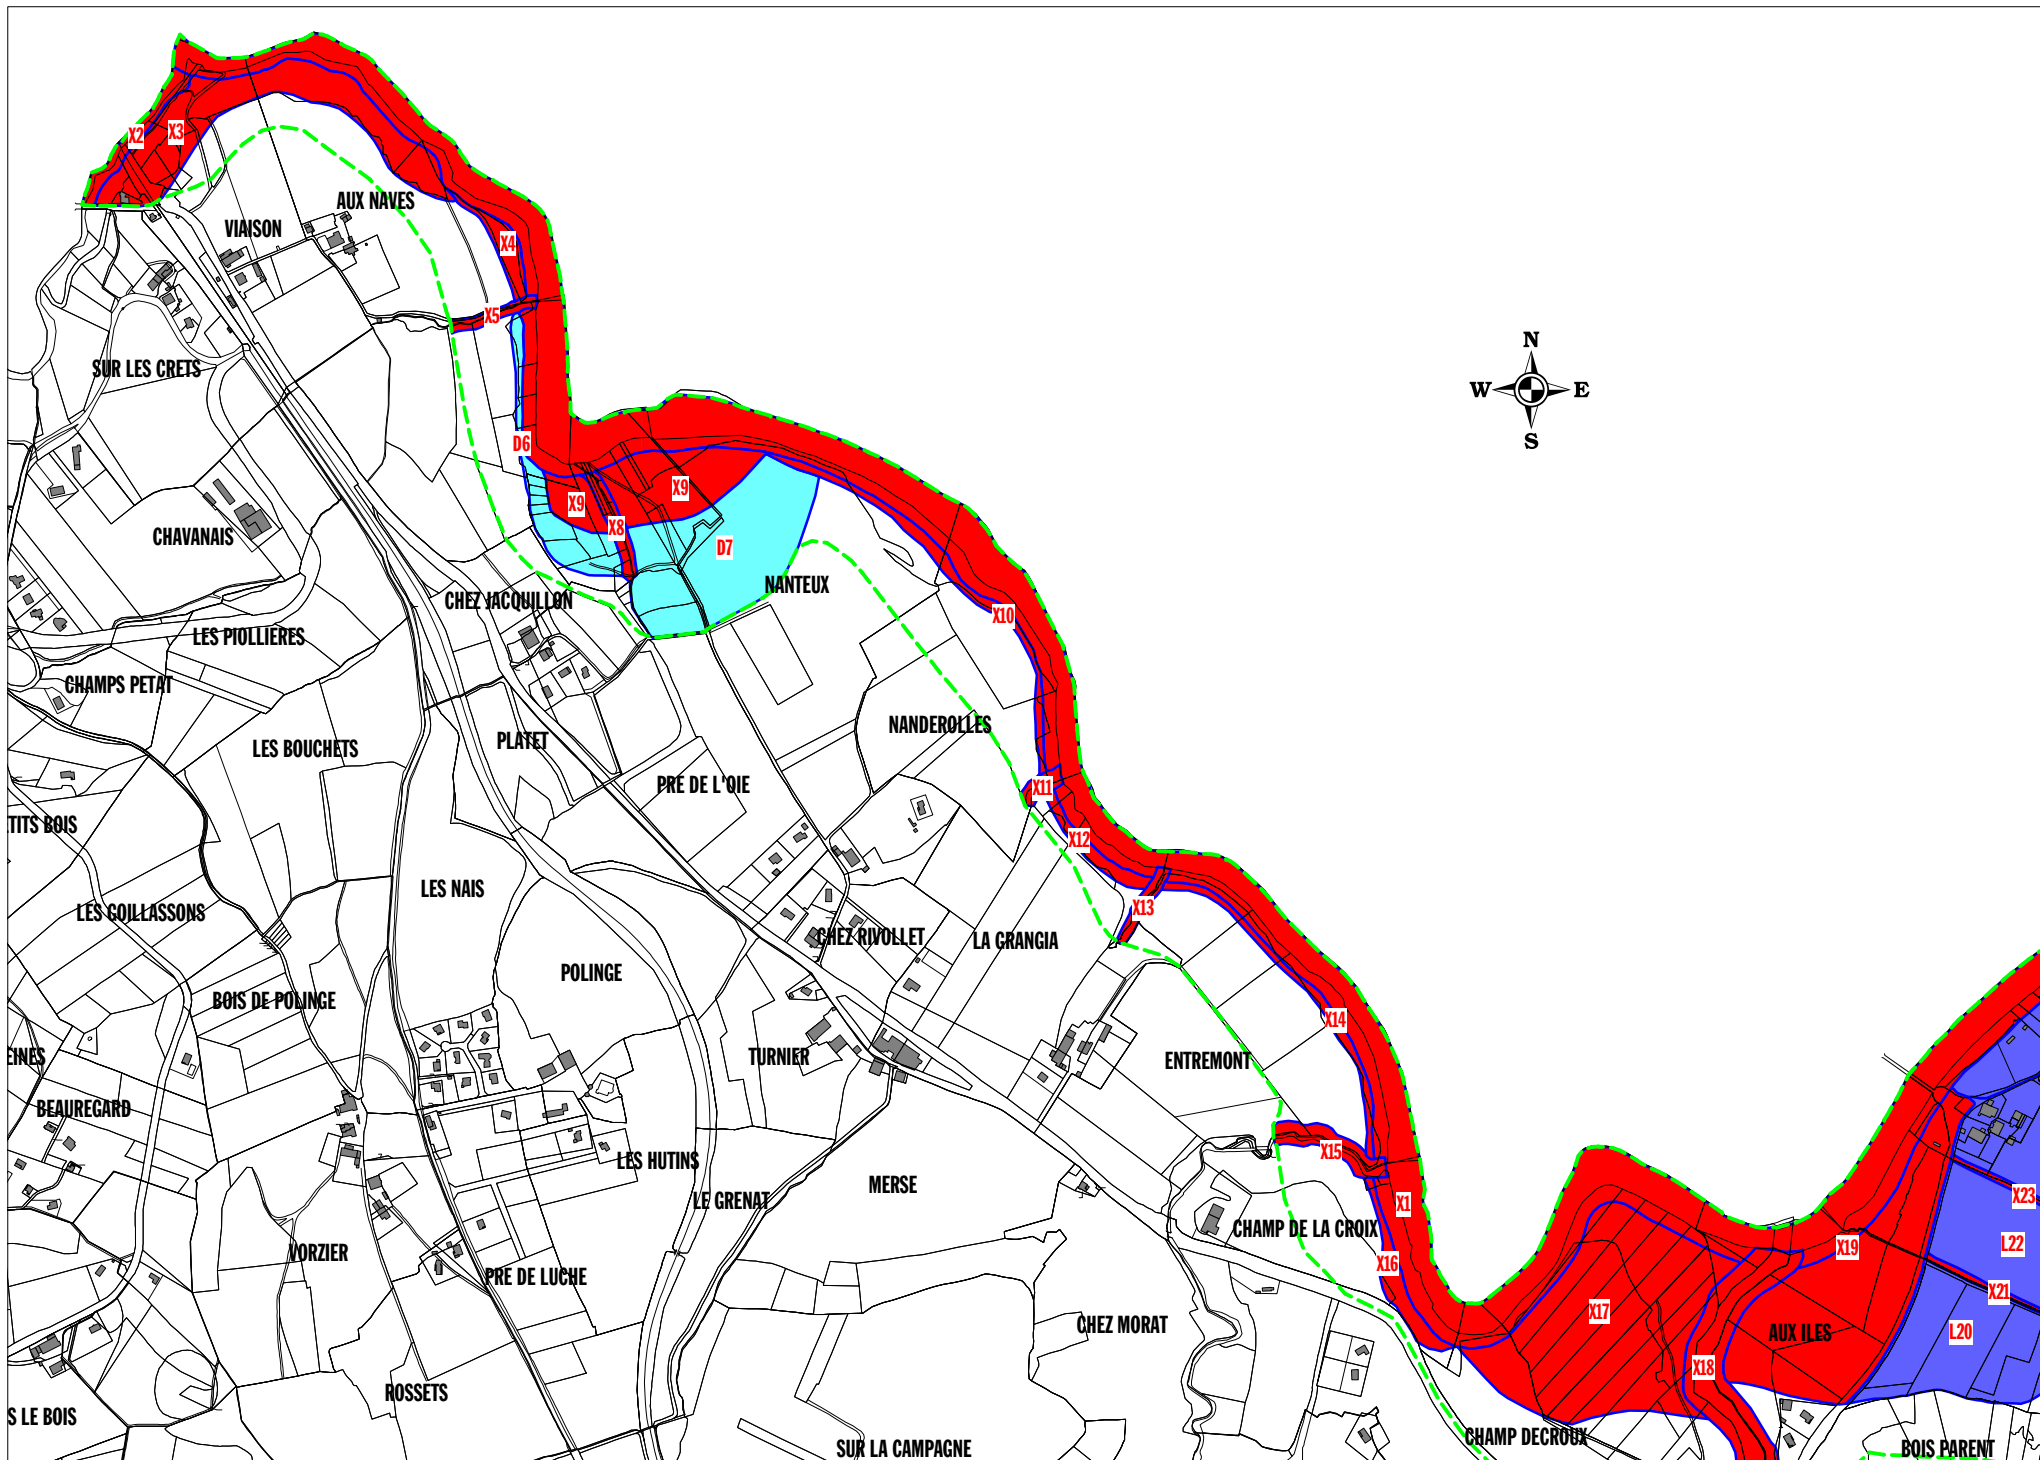 X2
X3
AUX NAVES
VIAISON
X4
X5
SUR LES CRETS
N
W
E
S
D6
X9
X9
X8
D7
CHAVANAIS
NANTEUX
CHEZ JACQUILLON
X10
LES PIOLLIERES
CHAMPS PETAT
NANDEROLLES
PLATET
LES BOUCHETS
PRE DE L'OIE
X11
TITS BOIS
X12
LES NAIS
X13
LES GOILLASSONS
CHEZ RIVOLLET
LA GRANGIA
POLINGE
BOIS DE POLINGE
X14
EINES
TURNIER
ENTREMONT
BEAUREGARD
X15
LES HUTINS
MERSE
X23
LE GRENAT
X1
CHAMP DE LA CROIX
L22
X19
VORZIER
X16
PRE DE LUCHE
X21
X17
CHEZ MORAT
AUX ILES
L20
X18
ROSSETS
S LE BOIS
CHAMP DECROUX
SUR LA CAMPAGNE
BOIS PARENT